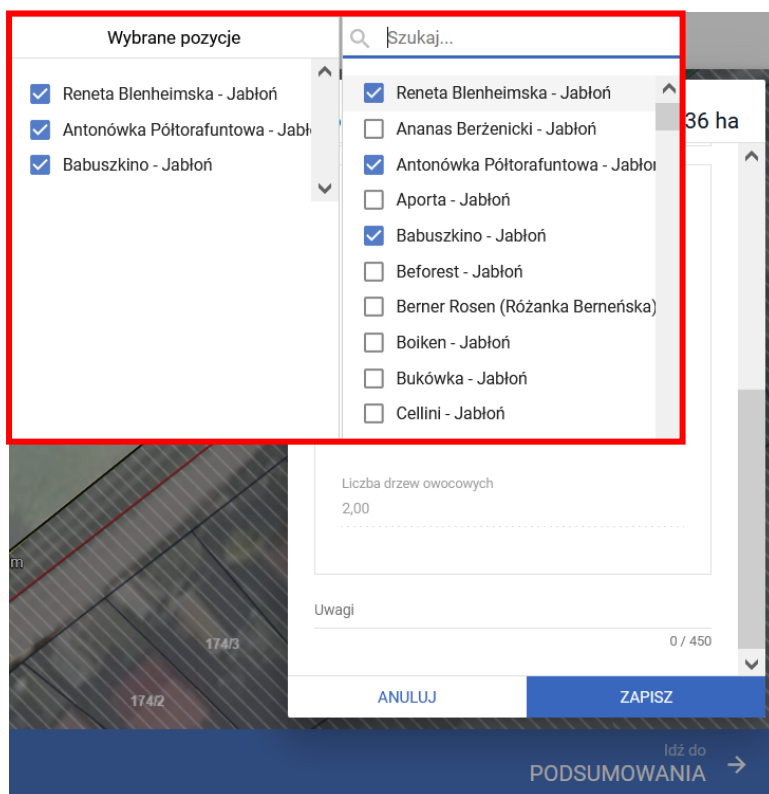 Wybrane pozycje
Reneta Blenheimska - Jabłoń
Antonówka Półtorafuntowa - Jabł
Babuszkino - Jabłoń
Szukaj...
Reneta Blenheimska - Jabłoń
Ananas Berżenicki - Jabłoń
Antonówka Półtorafuntowa - Jabłoń
Aporta - Jabłoń
Babuszkino - Jabłoń
Beforest - Jabłoń
Berner Rosen (Różanka Berneńska)
Boiken - Jabłoń
Bukówka - Jabłoń
Cellini - Jabłoń
36 ha
Liczba drzew owocowych
2,00
Uwagi
0 / 450
ANULUJ
ZAPISZ
m
174/3
174/2
Idź do
PODSUMOWANIA